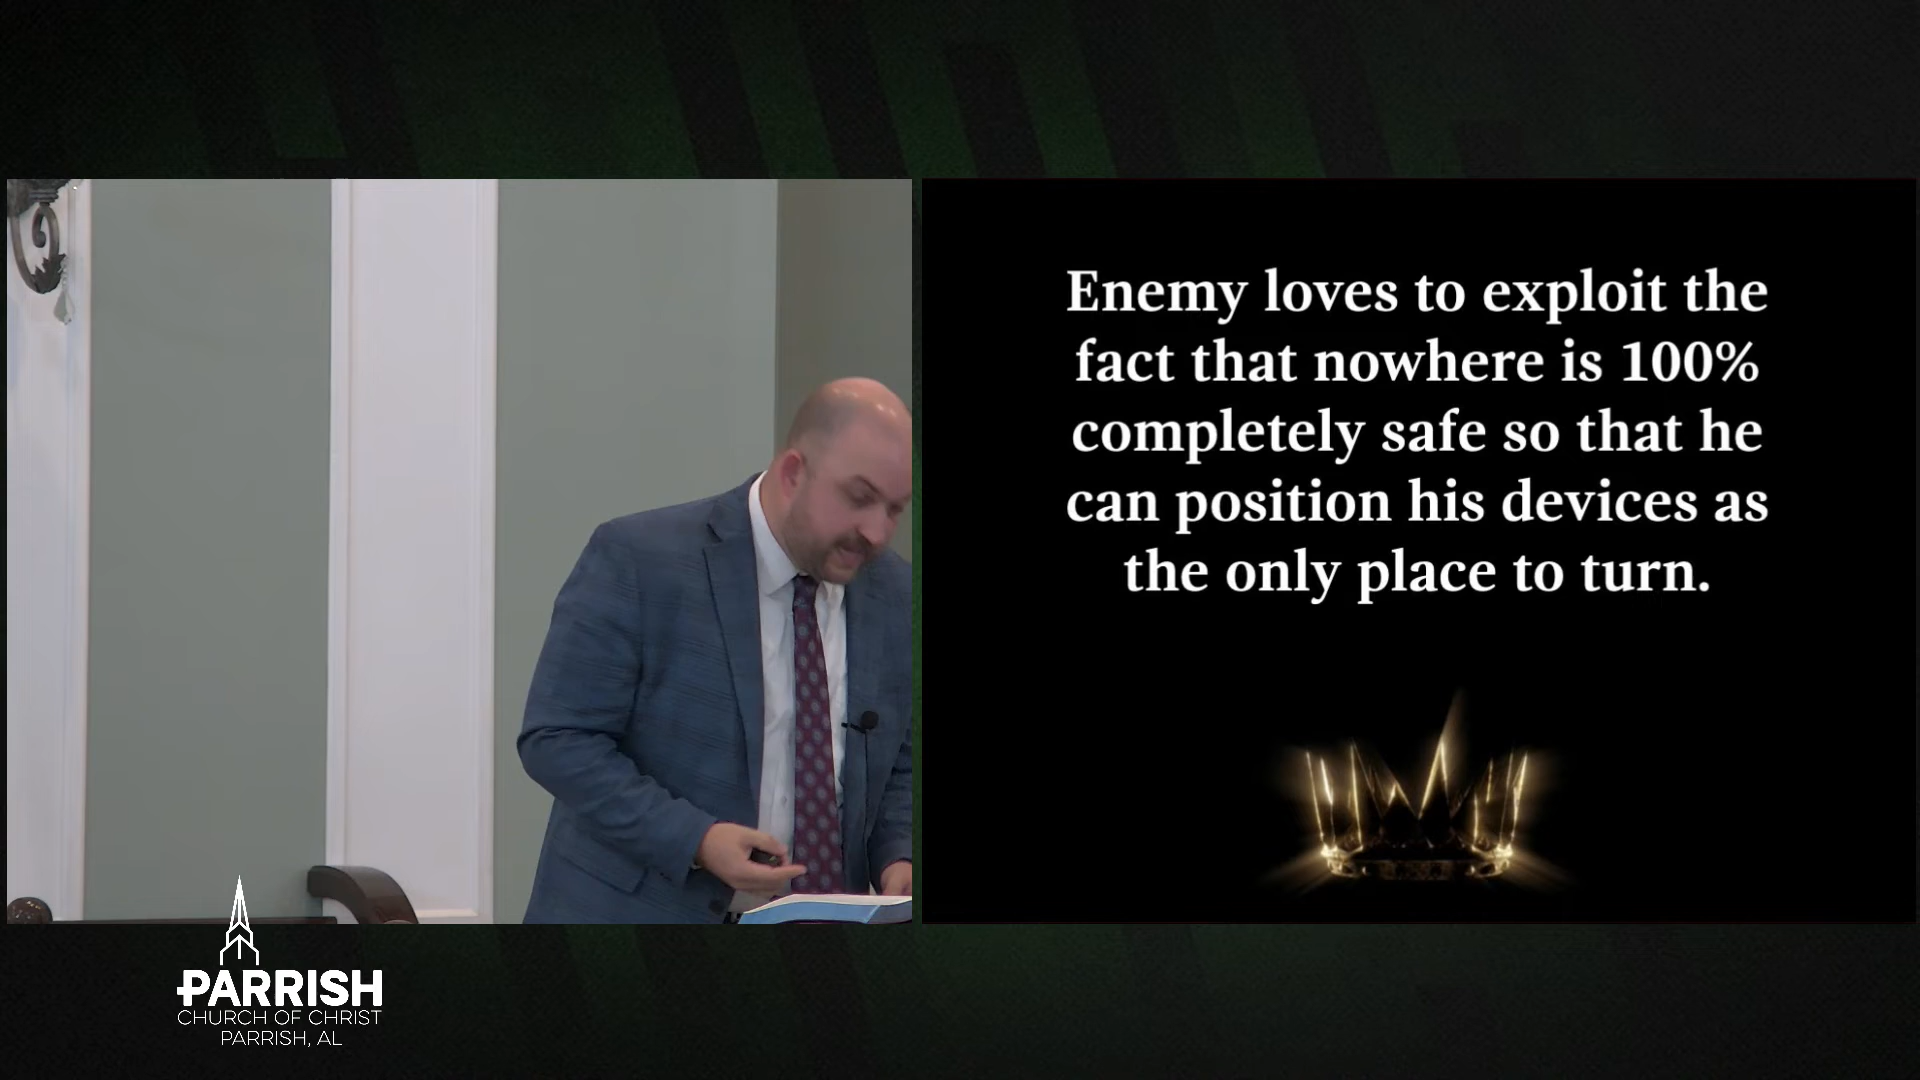 Enemy loves to exploit the
fact that nowhere is 100%
completely safe so that he
can position his devices as
the only place to turn.
PARRISH
CHURCH OF CHRIST
PARRISH, AL